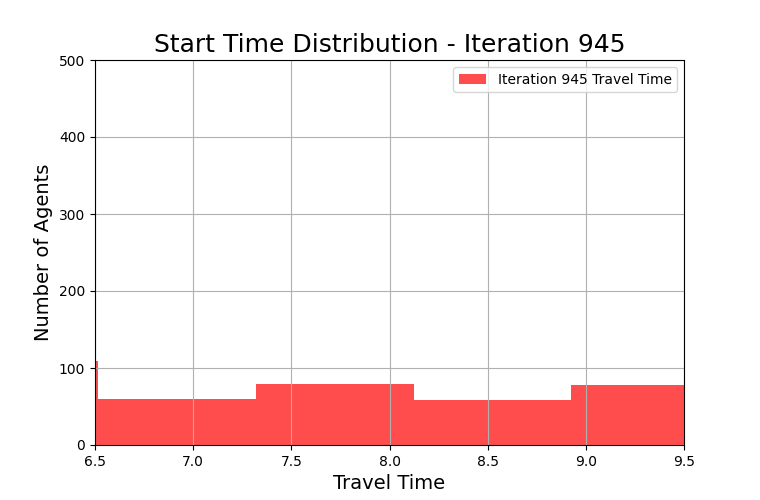 Start Time Distribution - Iteration 945
Iteration 945 Travel Time
Number of Agents
500
400
300
200
100
0
6.5 7.0 7.5 8.0 8.5 9.0 9.5
Travel Time